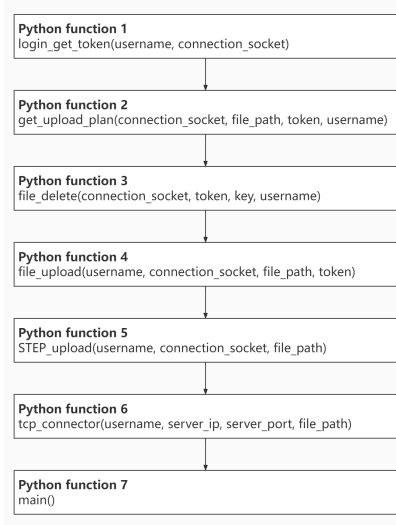 Python function 1
login_get_token(username, connection_socket)
Python function 2
get_upload_plan(connection_socket, file_path, token, username)
Python function 3
file_delete(connection_socket, token, key, username)
Python function 4
file_upload(username, connection_socket, file_path, token)
Python function 5
STEP_upload(username, connection_socket, file_path)
Python function 6
tcp_connector(username, server_ip, server_port, file_path)
Python function 7
main()